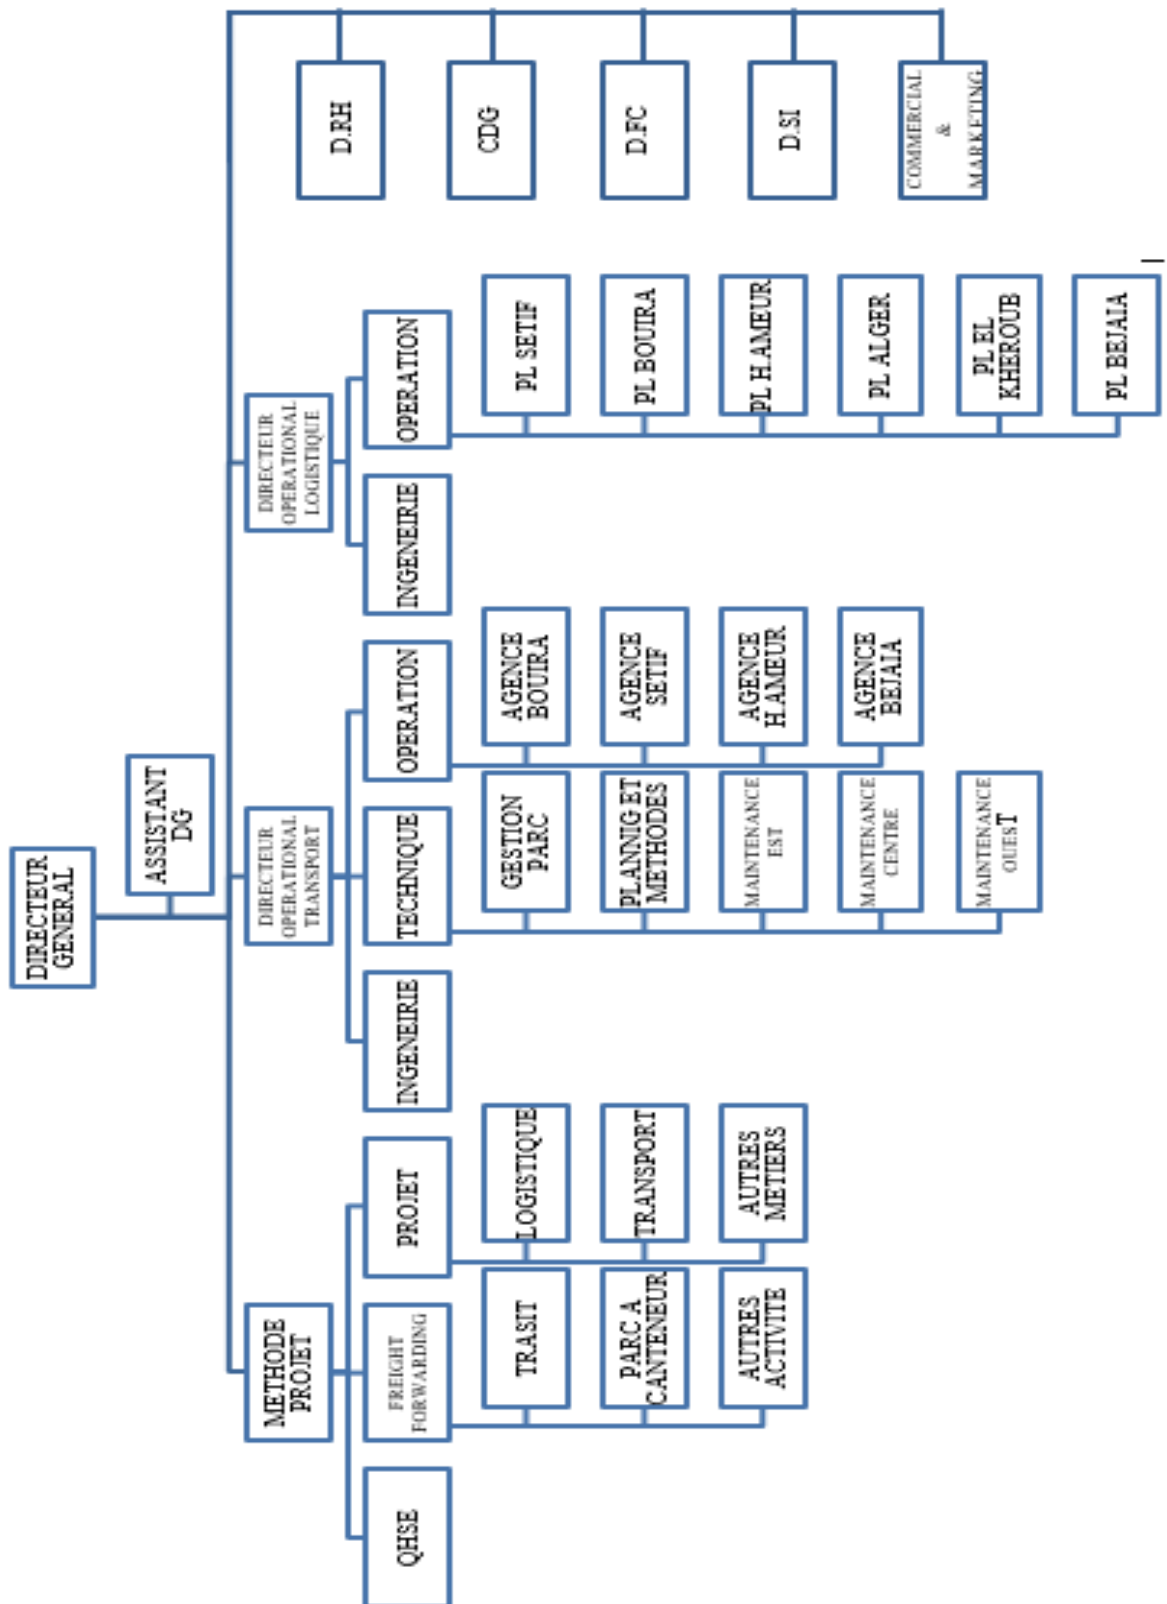 DIRECTEUR
GENERAL
ASSISTANT
DG
METHODE
PROJET
DIRECTEUR
OPERATIONAL
TRANSPORT
DIRECTEUR
OPERATIONAL
LOGISTIQUE
QHSE
FREIGHT
FORWARDING
PROJET
INGENEIRIE
TECHNIQUE
OPERATION
INGENEIRIE
OPERATION
TRASIT
PARC A
CANTENEUR
AUTRES
ACTIVITE
LOGISTIQUE
TRANSPORT
AUTRES
METIERS
GESTION
PARC
PLANNIG ET
METHODES
MAINTENANCE
EST
MAINTENANCE
CENTRE
MAINTENANCE
OUEST
AGENCE
BOUIRA
AGENCE
SETIF
AGENCE
H.AMEUR
AGENCE
BEJAIA
PL SETIF
PL BOUIRA
PL H.AMEUR
PL ALGER
PL EL
KHEROUB
PL BEJAIA
D.RH
CDG
D.FC
D.SI
COMMERCIAL
&
MARKETING